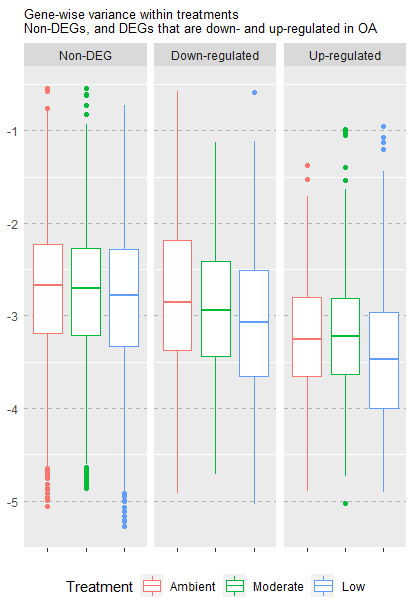 Gene-wise variance within treatments
Non-DEGs, and DEGs that are down- and up-regulated in OA
Non-DEG Down-regulated Up-regulated
-1
-2
-3
-4
-5
Treatment Ambient Moderate Low